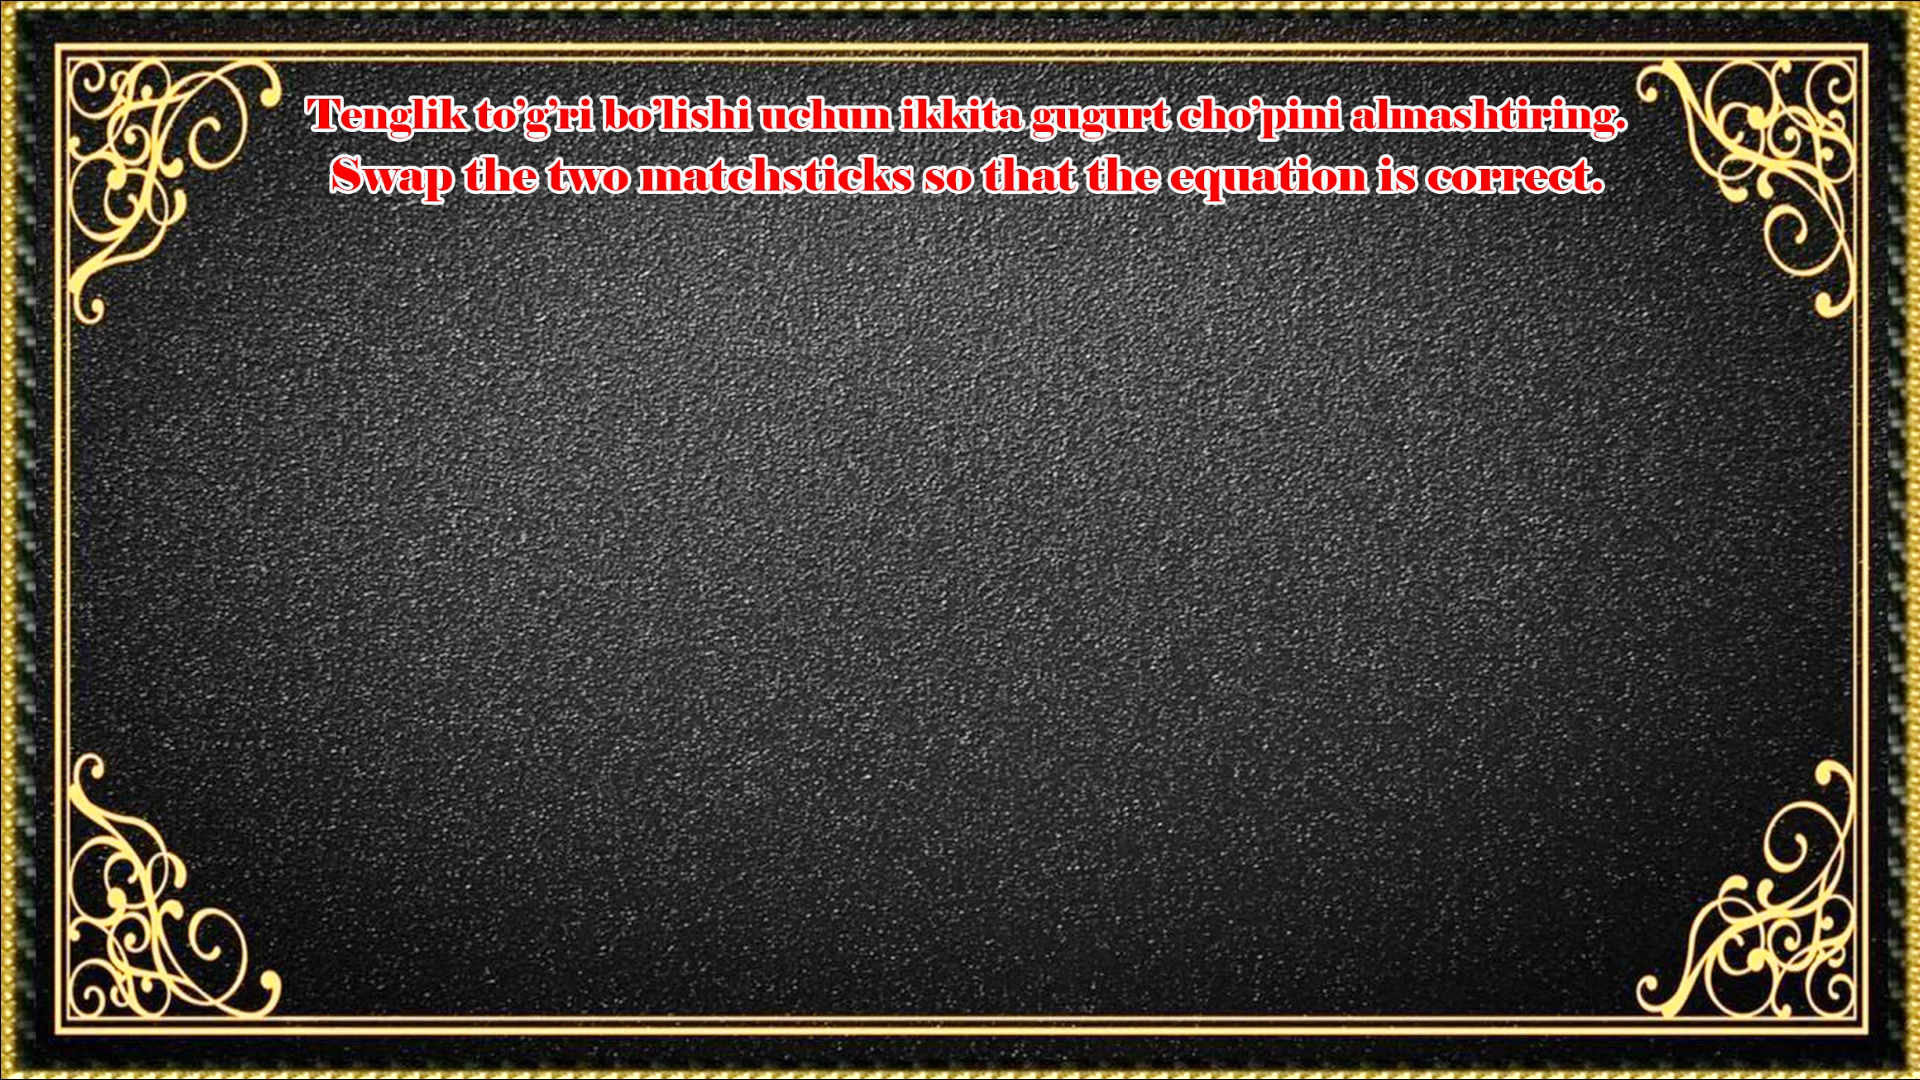 Tenglik to’g’ri bo’lishi uchun ikkita gugurt cho’pini almashtiring.
Swap the two matchsticks so that the equation is correct.